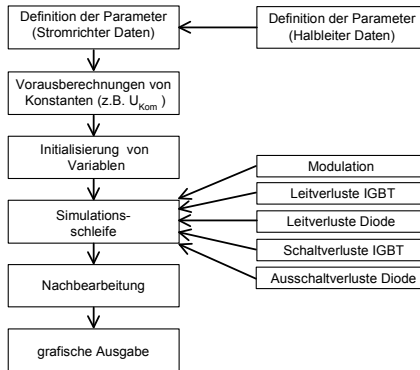 Definition der Parameter
(Stromrichter Daten)
Definition der Parameter
(Halbleiter Daten)
Vorausberechnungen von
Konstanten (z.B. UKom )
Initialisierung von
Variablen
Simulations-
schleife
Modulation
Leitverluste IGBT
Leitverluste Diode
Schaltverluste IGBT
Ausschaltverluste Diode
Nachbearbeitung
grafische Ausgabe